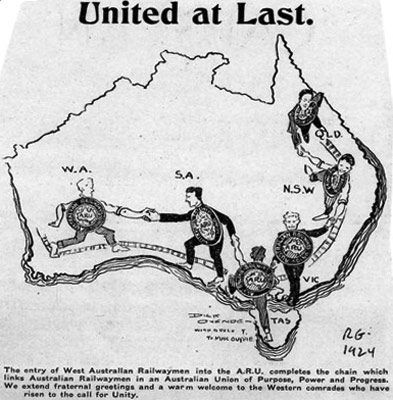 United at Last.
QLD.
W.A.
S.A.
N.S.W
A.R.U
VIC
TAS
R.G.
1924
The entry of West Australian Railwaymen into the A.R.U. completes the chain which
links Australian Railwaymen in an Australian Union of Purpose, Power and Progress.
We extend fraternal greetings and a warm welcome to the Western comrades who have
risen to the call for Unity.